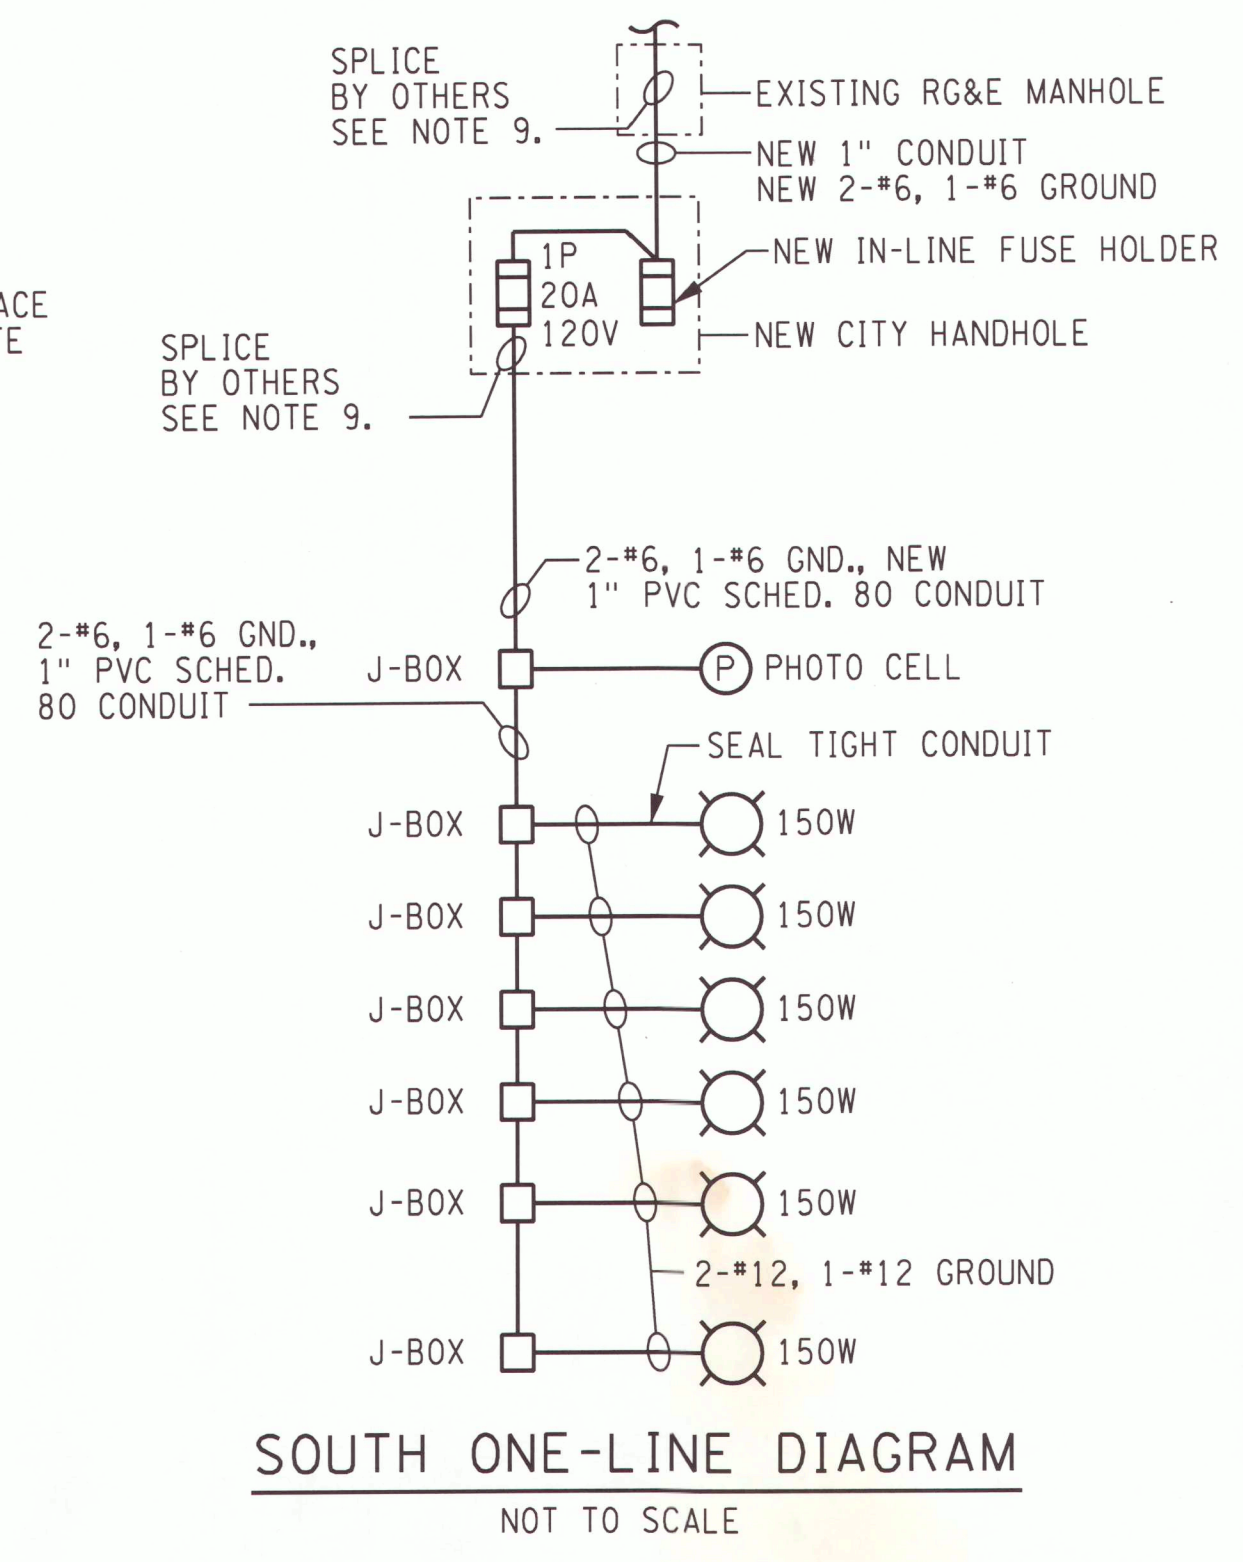 SPLICE
BY OTHERS
SEE NOTE 9.
EXISTING RG&E MANHOLE
NEW 1" CONDUIT
NEW 2-#6, 1-#6 GROUND
1P
20A
120V
NEW IN-LINE FUSE HOLDER
NEW CITY HANDHOLE
ACE
TE
SPLICE
BY OTHERS
SEE NOTE 9.
2-#6, 1-#6 GND., NEW
1" PVC SCHED. 80 CONDUIT
2-#6, 1-#6 GND.,
1" PVC SCHED.
80 CONDUIT
J-BOX
P
PHOTO CELL
SEAL TIGHT CONDUIT
J-BOX
150W
J-BOX
150W
J-BOX
150W
J-BOX
150W
J-BOX
150W
2-#12, 1-#12 GROUND
J-BOX
150W
SOUTH ONE-LINE DIAGRAM
NOT TO SCALE